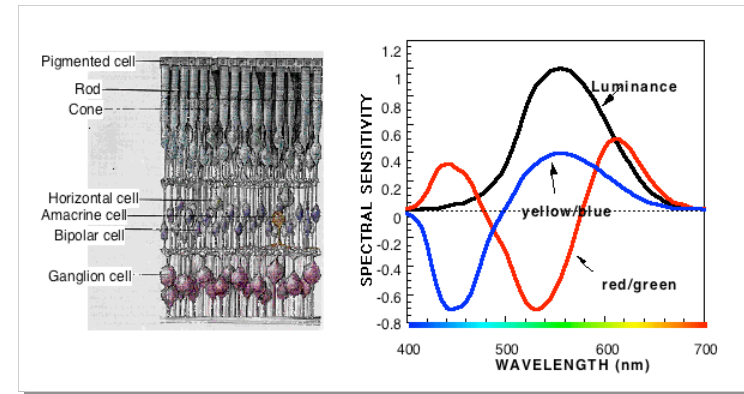 Pigmented cell
Rod
Cone
Horizontal cell
Amacrine cell
Bipolar cell
Ganglion cell
SPECTRAL SENSITIVITY
1.2
1
0.8
0.6
0.4
0.2
0
-0.2
-0.4
-0.6
-0.8
Luminance
yellow/blue
red/green
400
500
600
700
WAVELENGTH (nm)